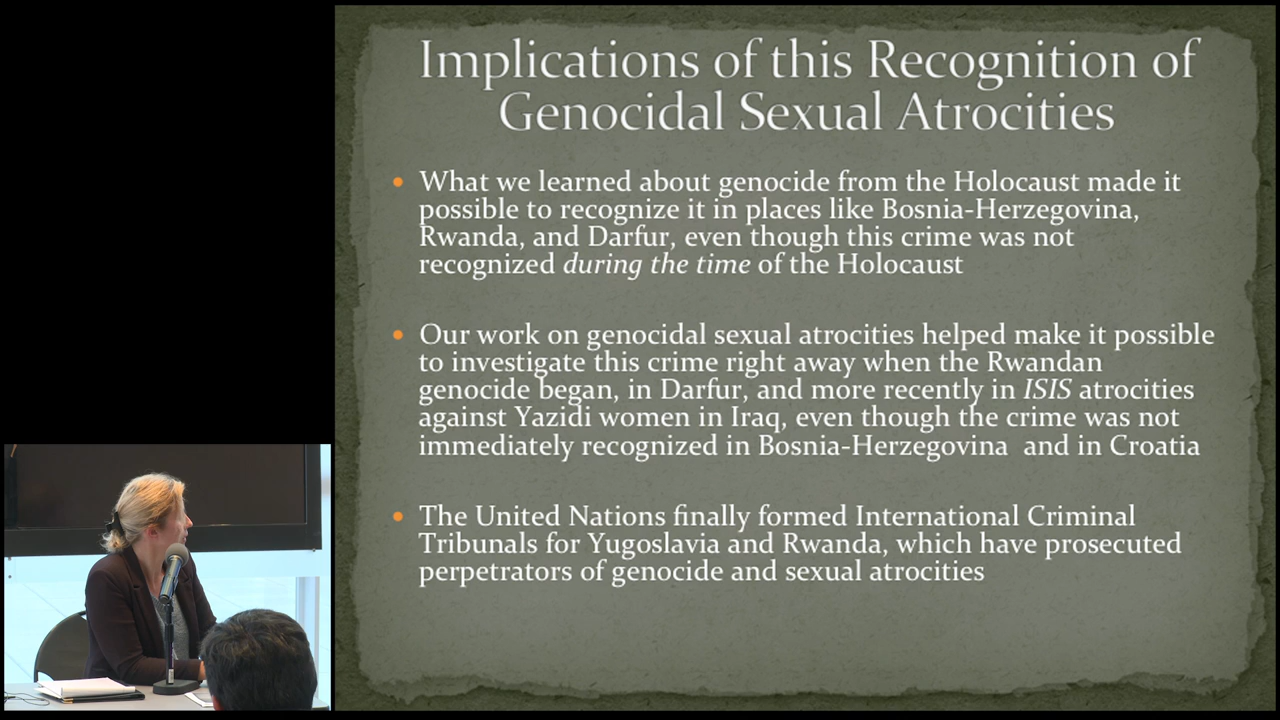 Implications of this Recognition of
Genocidal Sexual Atrocities
• What we learned about genocide from the Holocaust made it
possible to recognize it in places like Bosnia-Herzegovina,
Rwanda, and Darfur, even though this crime was not
recognized during the time of the Holocaust
• Our work on genocidal sexual atrocities helped make it possible
to investigate this crime right away when the Rwandan
genocide began, in Darfur, and more recently in ISIS atrocities
against Yazidi women in Iraq, even though the crime was not
immediately recognized in Bosnia-Herzegovina  and in Croatia
• The United Nations finally formed International Criminal
Tribunals for Yugoslavia and Rwanda, which have prosecuted
perpetrators of genocide and sexual atrocities